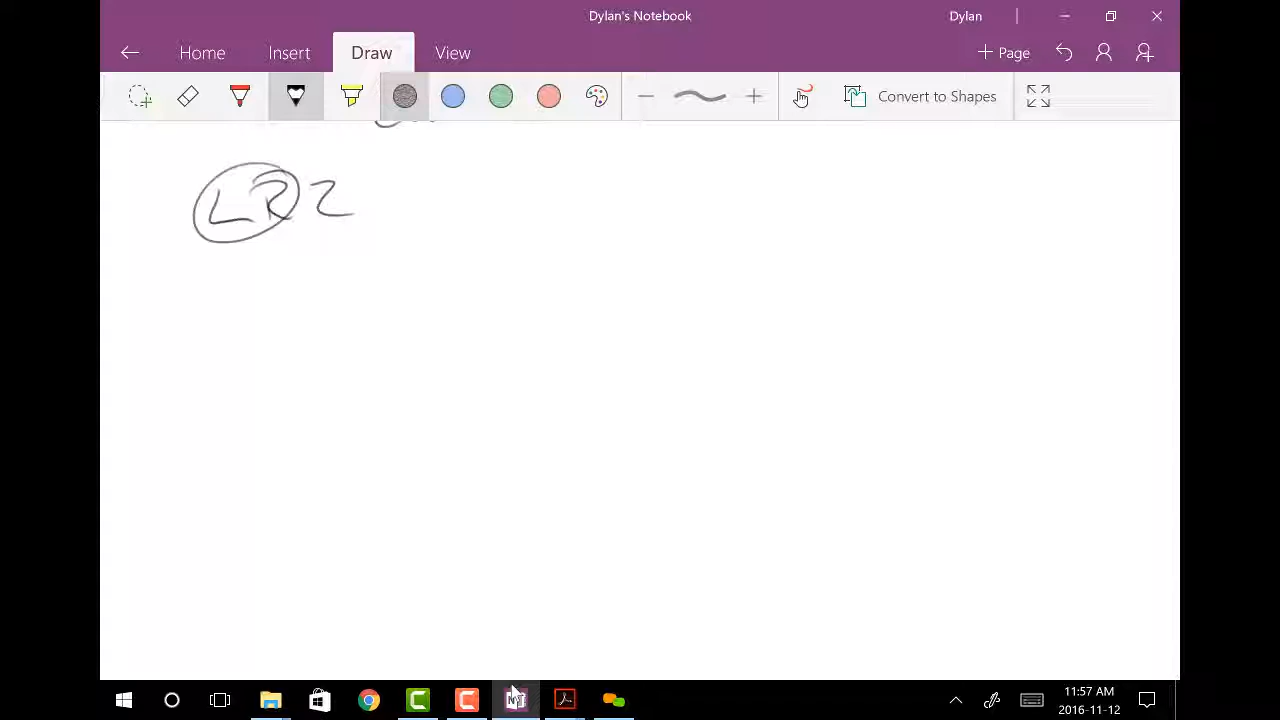 Dylan's Notebook
Dylan
Home Insert Draw View
Page
Convert to Shapes
LR 2
11:57 AM
2016-11-12